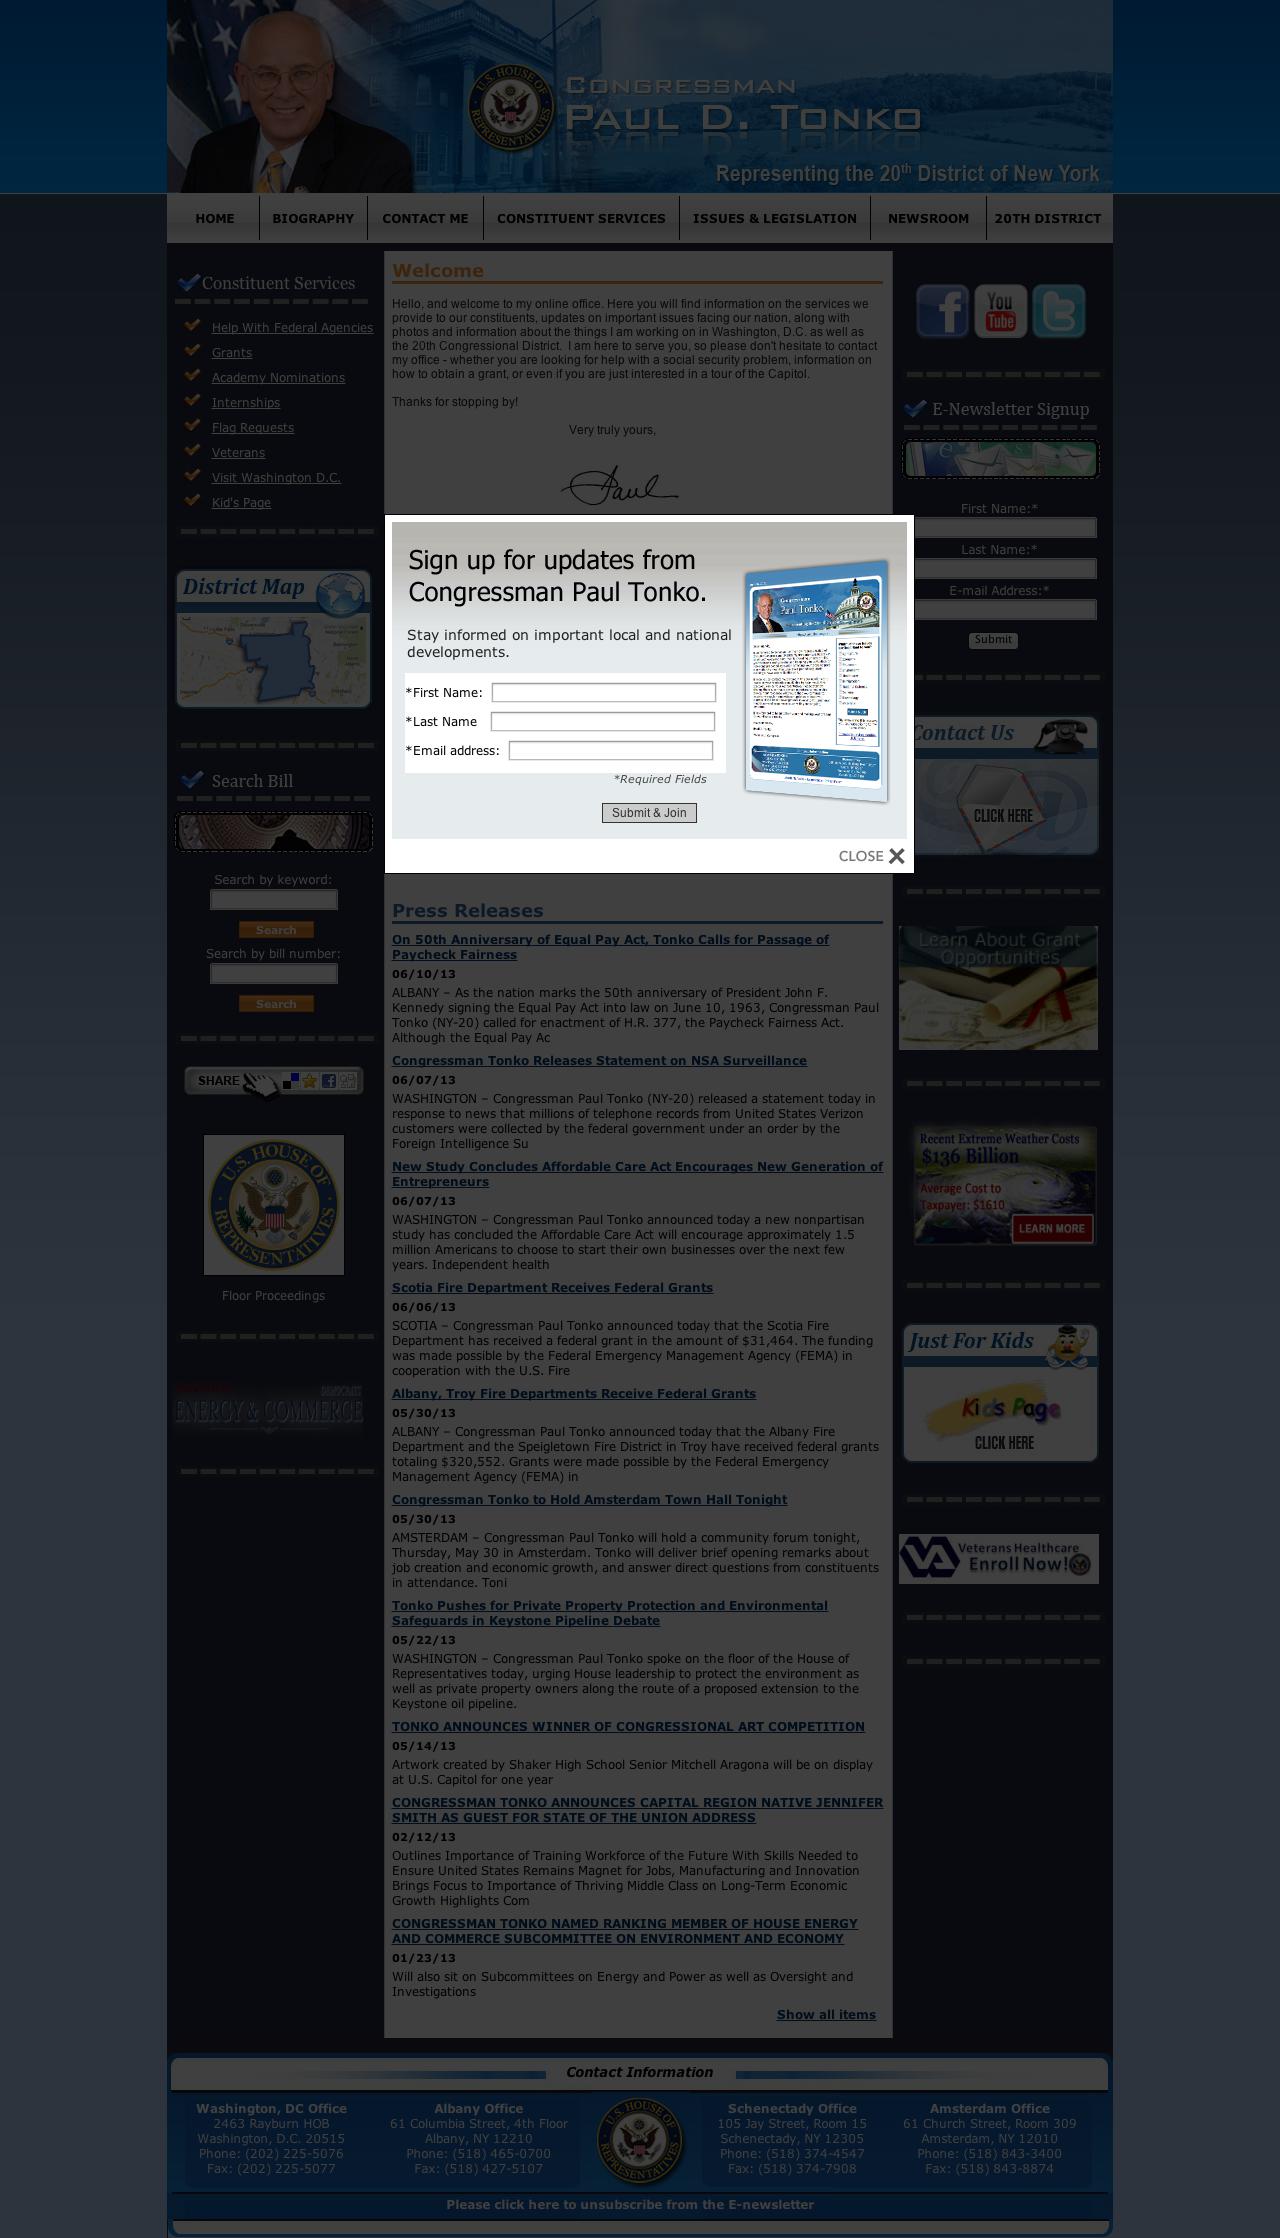 U.S. HOUSE OF REPRESENTATIVES
CONGRESSMAN
PAUL D. TONKO
Representing the 20th District of New York
HOME BIOGRAPHY CONTACT ME CONSTITUENT SERVICES ISSUES & LEGISLATION NEWSROOM 20TH DISTRICT
Constituent Services
Help With Federal Agencies
Grants
Academy Nominations
Internships
Flag Requests
Veterans
Visit Washington D.C.
Kid's Page
District Map
Search Bill
Search by keyword:
Search
Search by bill number:
Search
SHARE
U.S. HOUSE OF REPRESENTATIVES
Floor Proceedings
DEMOCRATS
ENERGY & COMMERCE
Welcome
Hello, and welcome to my online office. Here you will find information on the services we
provide to our constituents, updates on important issues facing our nation, along with
photos and information about the things I am working on in Washington, D.C. as well as
the 20th Congressional District.  I am here to serve you, so please don't hesitate to contact
my office - whether you are looking for help with a social security problem, information on
how to obtain a grant, or even if you are just interested in a tour of the Capitol.
Thanks for stopping by!
Very truly yours,
Paul
Sign up for updates from
Congressman Paul Tonko.
Stay informed on important local and national
developments.
*First Name:
*Last Name
*Email address:
*Required Fields
Submit & Join
Congressman
Paul Tonko
CLOSE
Press Releases
On 50th Anniversary of Equal Pay Act, Tonko Calls for Passage of
Paycheck Fairness
06/10/13
ALBANY – As the nation marks the 50th anniversary of President John F.
Kennedy signing the Equal Pay Act into law on June 10, 1963, Congressman Paul
Tonko (NY-20) called for enactment of H.R. 377, the Paycheck Fairness Act.
Although the Equal Pay Ac
Congressman Tonko Releases Statement on NSA Surveillance
06/07/13
WASHINGTON – Congressman Paul Tonko (NY-20) released a statement today in
response to news that millions of telephone records from United States Verizon
customers were collected by the federal government under an order by the
Foreign Intelligence Su
New Study Concludes Affordable Care Act Encourages New Generation of
Entrepreneurs
06/07/13
WASHINGTON – Congressman Paul Tonko announced today a new nonpartisan
study has concluded the Affordable Care Act will encourage approximately 1.5
million Americans to choose to start their own businesses over the next few
years. Independent health
Scotia Fire Department Receives Federal Grants
06/06/13
SCOTIA – Congressman Paul Tonko announced today that the Scotia Fire
Department has received a federal grant in the amount of $31,464. The funding
was made possible by the Federal Emergency Management Agency (FEMA) in
cooperation with the U.S. Fire
Albany, Troy Fire Departments Receive Federal Grants
05/30/13
ALBANY – Congressman Paul Tonko announced today that the Albany Fire
Department and the Speigletown Fire District in Troy have received federal grants
totaling $320,552. Grants were made possible by the Federal Emergency
Management Agency (FEMA) in
Congressman Tonko to Hold Amsterdam Town Hall Tonight
05/30/13
AMSTERDAM – Congressman Paul Tonko will hold a community forum tonight,
Thursday, May 30 in Amsterdam. Tonko will deliver brief opening remarks about
job creation and economic growth, and answer direct questions from constituents
in attendance. Toni
Tonko Pushes for Private Property Protection and Environmental
Safeguards in Keystone Pipeline Debate
05/22/13
WASHINGTON – Congressman Paul Tonko spoke on the floor of the House of
Representatives today, urging House leadership to protect the environment as
well as private property owners along the route of a proposed extension to the
Keystone oil pipeline.
TONKO ANNOUNCES WINNER OF CONGRESSIONAL ART COMPETITION
05/14/13
Artwork created by Shaker High School Senior Mitchell Aragona will be on display
at U.S. Capitol for one year
CONGRESSMAN TONKO ANNOUNCES CAPITAL REGION NATIVE JENNIFER
SMITH AS GUEST FOR STATE OF THE UNION ADDRESS
02/12/13
Outlines Importance of Training Workforce of the Future With Skills Needed to
Ensure United States Remains Magnet for Jobs, Manufacturing and Innovation
Brings Focus to Importance of Thriving Middle Class on Long-Term Economic
Growth Highlights Com
CONGRESSMAN TONKO NAMED RANKING MEMBER OF HOUSE ENERGY
AND COMMERCE SUBCOMMITTEE ON ENVIRONMENT AND ECONOMY
01/23/13
Will also sit on Subcommittees on Energy and Power as well as Oversight and
Investigations
Show all items
You Tube
E-Newsletter Signup
First Name:*
Last Name:*
E-mail Address:*
Submit
Contact Us
CLICK HERE
Learn About Grant
Opportunities
Recent Extreme Weather Costs
$136 Billion
Average Cost to
Taxpayer: $1610
LEARN MORE
Just For Kids
Kids Page
CLICK HERE
VA Veterans Healthcare
Enroll Now!
Contact Information
Washington, DC Office
2463 Rayburn HOB
Washington, D.C. 20515
Phone: (202) 225-5076
Fax: (202) 225-5077
Albany Office
61 Columbia Street, 4th Floor
Albany, NY 12210
Phone: (518) 465-0700
Fax: (518) 427-5107
U.S. HOUSE OF REPRESENTATIVES
Schenectady Office
105 Jay Street, Room 15
Schenectady, NY 12305
Phone: (518) 374-4547
Fax: (518) 374-7908
Amsterdam Office
61 Church Street, Room 309
Amsterdam, NY 12010
Phone: (518) 843-3400
Fax: (518) 843-8874
Please click here to unsubscribe from the E-newsletter